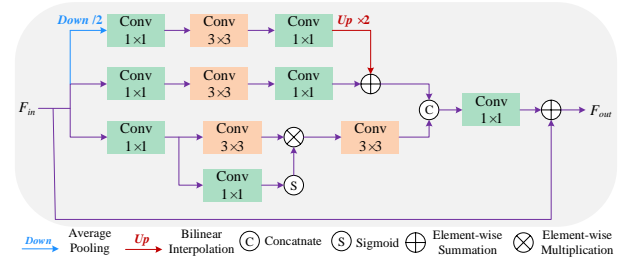 Down /2
Conv
1×1
Conv
3×3
Conv
1×1
Up ×2
Conv
1×1
Conv
3×3
Conv
1×1
F_in
C
Conv
1×1
F_out
Conv
1×1
Conv
3×3
Conv
3×3
Conv
1×1
S
Down
Average
Pooling
Up
Bilinear
Interpolation
C
Concatnate
S
Sigmoid
Element-wise
Summation
Element-wise
Multiplication